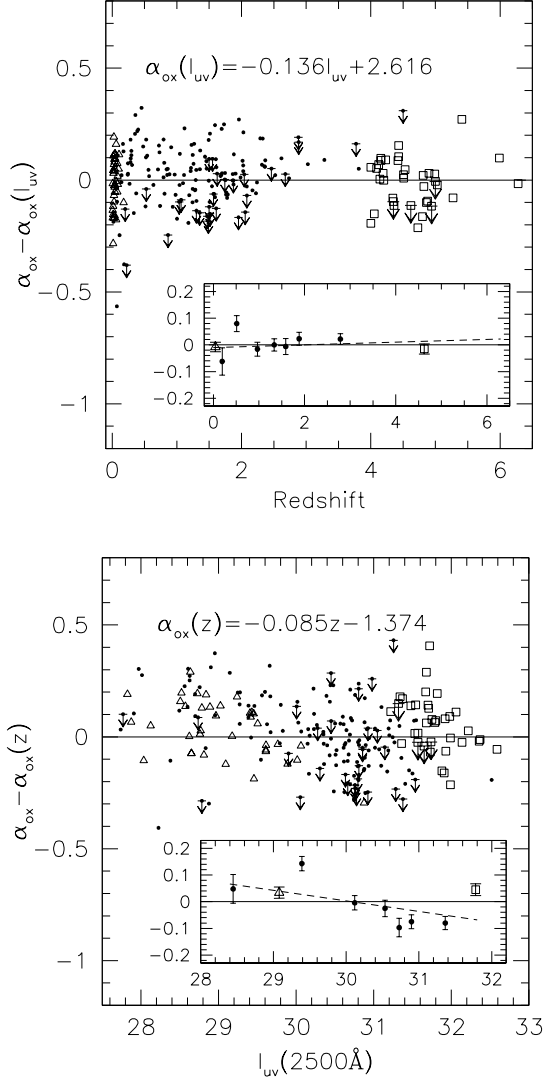 α_ox(l_uv)=−0.136l_uv+2.616
0.5
0
−0.5
−1
α_ox−α_ox(l_uv)
0.2
0.1
0
−0.1
−0.2
0 2 4 6
0 2 4 6
Redshift
α_ox(z)=−0.085z−1.374
0.5
0
−0.5
−1
α_ox−α_ox(z)
0.2
0.1
0
−0.1
−0.2
28 29 30 31 32
28 29 30 31 32 33
l_uv(2500Å)